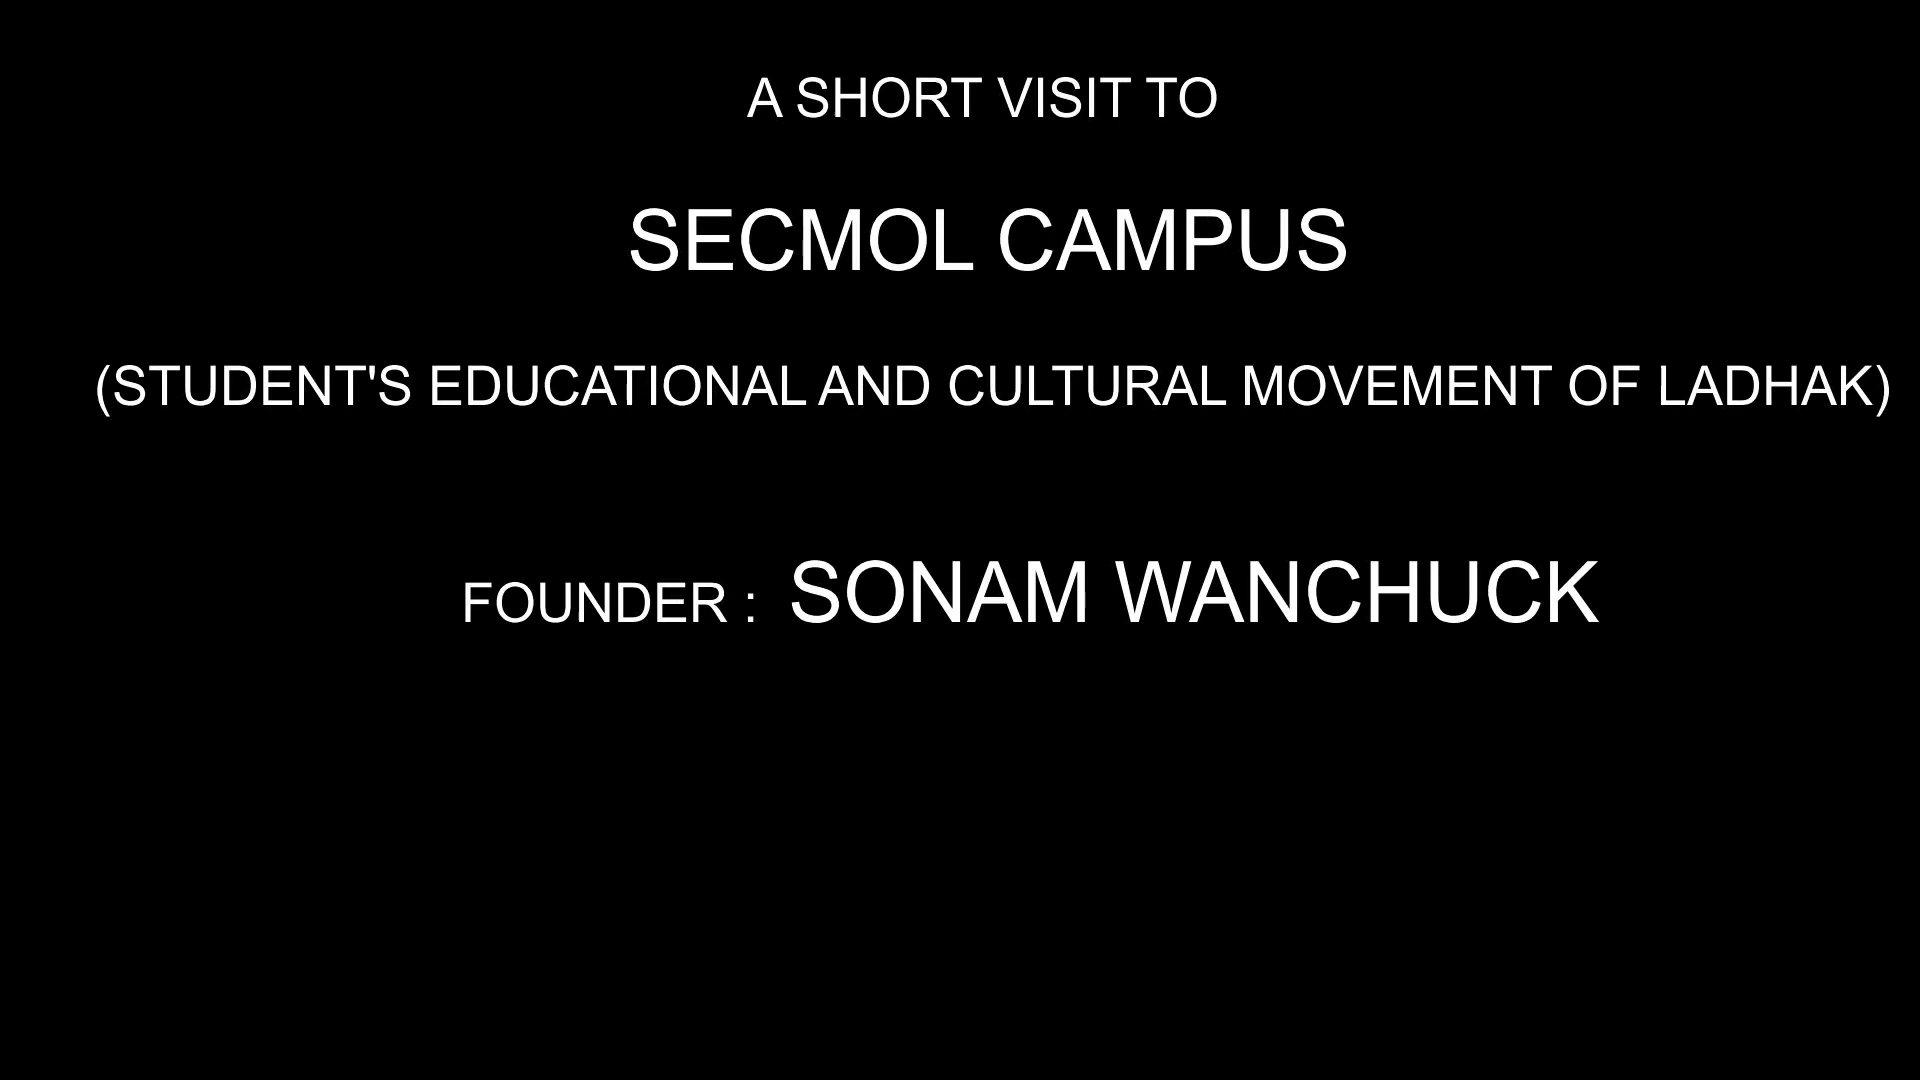 A SHORT VISIT TO
SECMOL CAMPUS
(STUDENT'S EDUCATIONAL AND CULTURAL MOVEMENT OF LADHAK)
FOUNDER : SONAM WANCHUCK